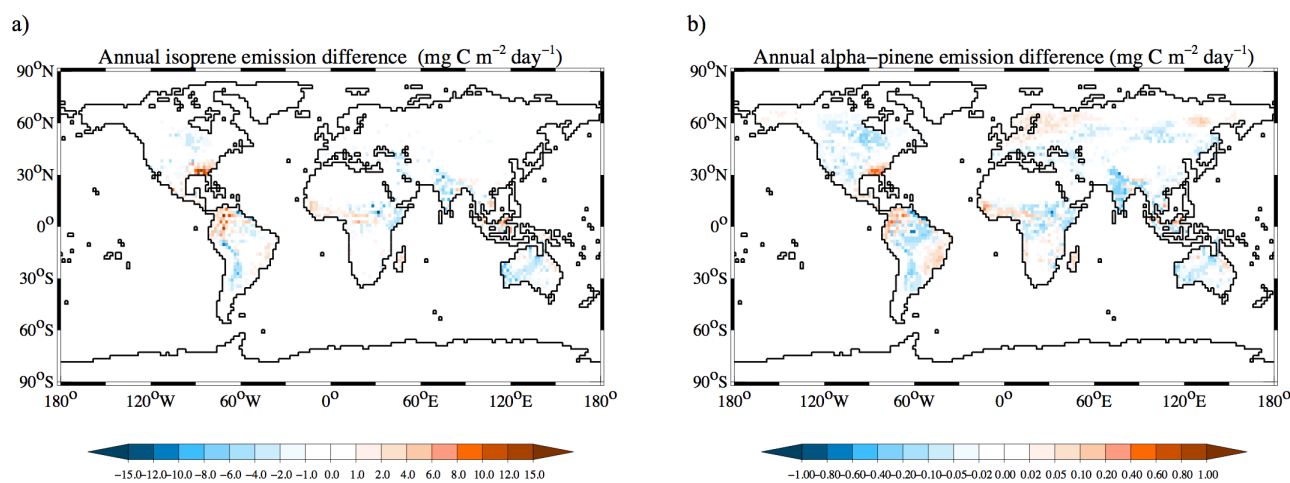 a)
Annual isoprene emission difference (mg C m⁻² day⁻¹)
90°N
60°N
30°N
0°
30°S
60°S
90°S
180° 120°W 60°W 0° 60°E 120°E 180°
−15.0−12.0−10.0−8.0 −6.0 −4.0 −2.0 −1.0 0.0 1.0 2.0 4.0 6.0 8.0 10.0 12.0 15.0
b)
Annual alpha−pinene emission difference (mg C m⁻² day⁻¹)
90°N
60°N
30°N
0°
30°S
60°S
90°S
180° 120°W 60°W 0° 60°E 120°E 180°
−1.00−0.80−0.60−0.40−0.20−0.10−0.05−.02 0.00 0.02 0.05 0.10 0.20 0.40 0.60 0.80 1.00